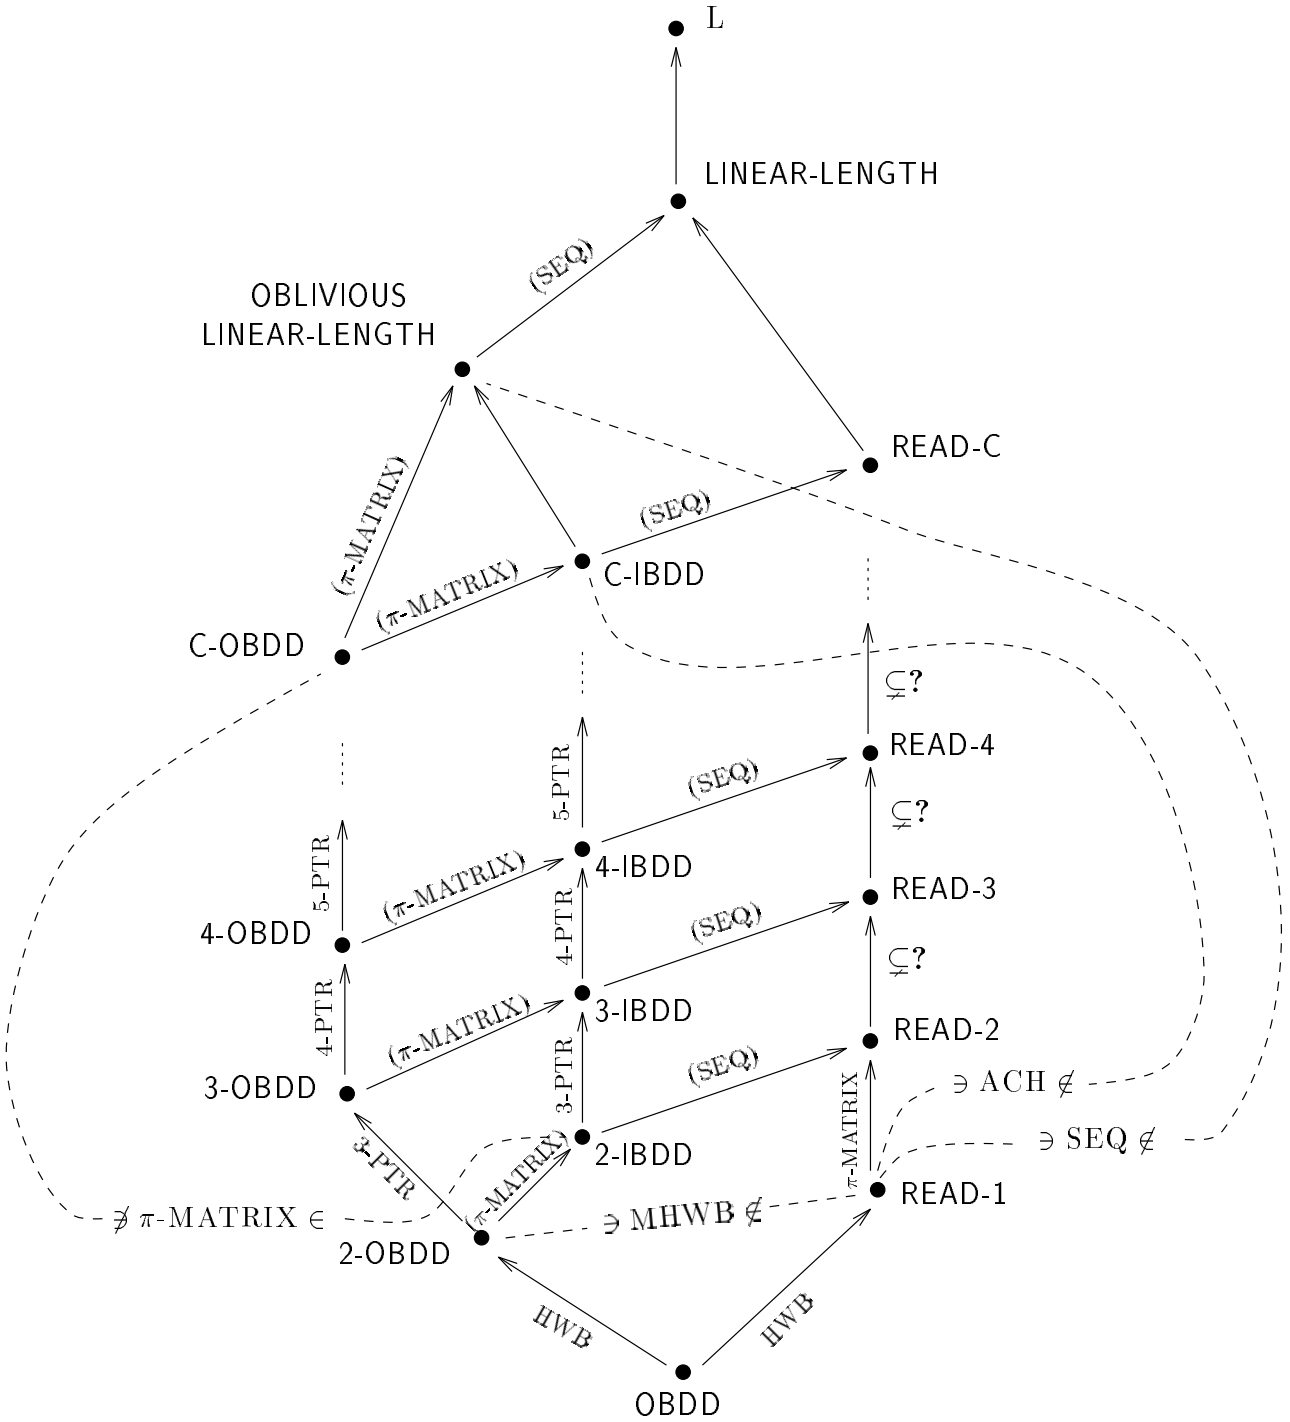 L
LINEAR-LENGTH
(SEQ)
OBLIVIOUS
LINEAR-LENGTH
READ-C
(π-MATRIX)
(SEQ)
(π-MATRIX)
C-IBDD
C-OBDD
⊊?
READ-4
5-PTR
(SEQ)
⊊?
5-PTR
(π-MATRIX)
4-IBDD
READ-3
4-OBDD
4-PTR
(SEQ)
⊊?
4-PTR
(π-MATRIX)
3-IBDD
READ-2
3-OBDD
3-PTR
(SEQ)
∋ ACH ∉
π-MATRIX
3-PTR
(π-MATRIX)
2-IBDD
∋ SEQ ∉
READ-1
∌ π-MATRIX ∈
∋ MHWB ∉
2-OBDD
HWB
HWB
OBDD